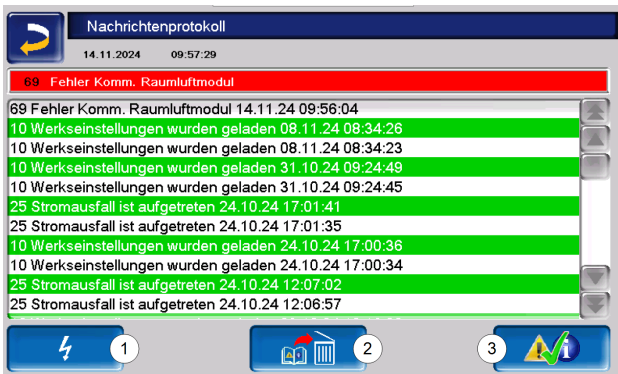 Nachrichtenprotokoll
14.11.2024 09:57:29
69 Fehler Komm. Raumluftmodul
69 Fehler Komm. Raumluftmodul 14.11.24 09:56:04
10 Werkseinstellungen wurden geladen 08.11.24 08:34:26
10 Werkseinstellungen wurden geladen 08.11.24 08:34:23
10 Werkseinstellungen wurden geladen 31.10.24 09:24:49
10 Werkseinstellungen wurden geladen 31.10.24 09:24:45
25 Stromausfall ist aufgetreten 24.10.24 17:01:41
25 Stromausfall ist aufgetreten 24.10.24 17:01:35
10 Werkseinstellungen wurden geladen 24.10.24 17:00:36
10 Werkseinstellungen wurden geladen 24.10.24 17:00:34
25 Stromausfall ist aufgetreten 24.10.24 12:07:02
25 Stromausfall ist aufgetreten 24.10.24 12:06:57
1 2 3